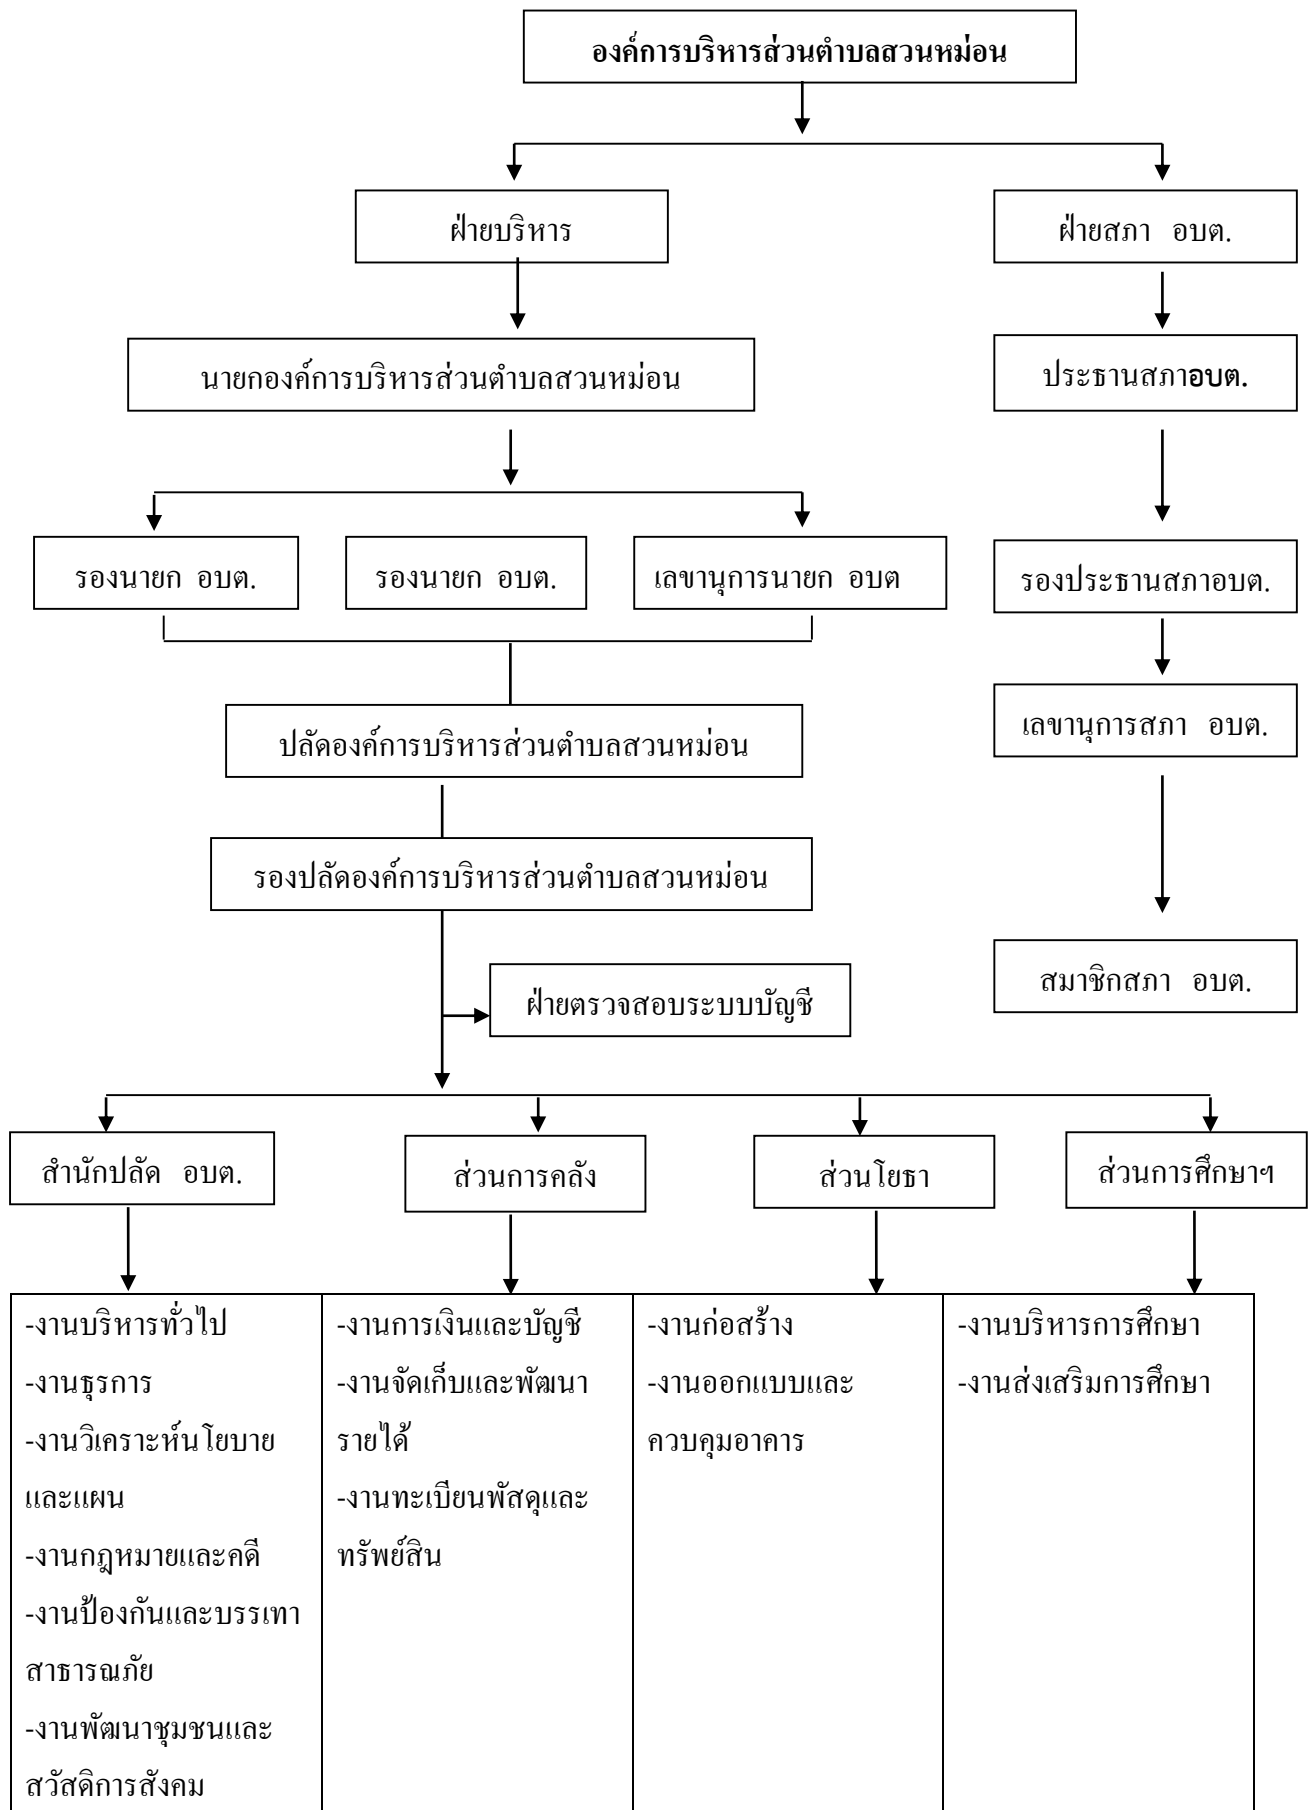 องค์การบริหารส่วนตำบลสวนหม่อน
ฝ่ายบริหาร
ฝ่ายสภา อบต.
นายกองค์การบริหารส่วนตำบลสวนหม่อน
ประธานสภาอบต.
รองนายก อบต.
รองนายก อบต.
เลขานุการนายก อบต
รองประธานสภาอบต.
ปลัดองค์การบริหารส่วนตำบลสวนหม่อน
เลขานุการสภา อบต.
รองปลัดองค์การบริหารส่วนตำบลสวนหม่อน
ฝ่ายตรวจสอบระบบบัญชี
สมาชิกสภา อบต.
สำนักปลัด อบต.
ส่วนการคลัง
ส่วนโยธา
ส่วนการศึกษาฯ
-งานบริหารทั่วไป
-งานธุรการ
-งานวิเคราะห์นโยบาย
และแผน
-งานกฎหมายและคดี
-งานป้องกันและบรรเทา
สาธารณภัย
-งานพัฒนาชุมชนและ
สวัสดิการสังคม
-งานการเงินและบัญชี
-งานจัดเก็บและพัฒนา
รายได้
-งานทะเบียนพัสดุและ
ทรัพย์สิน
-งานก่อสร้าง
-งานออกแบบและ
ควบคุมอาคาร
-งานบริหารการศึกษา
-งานส่งเสริมการศึกษา